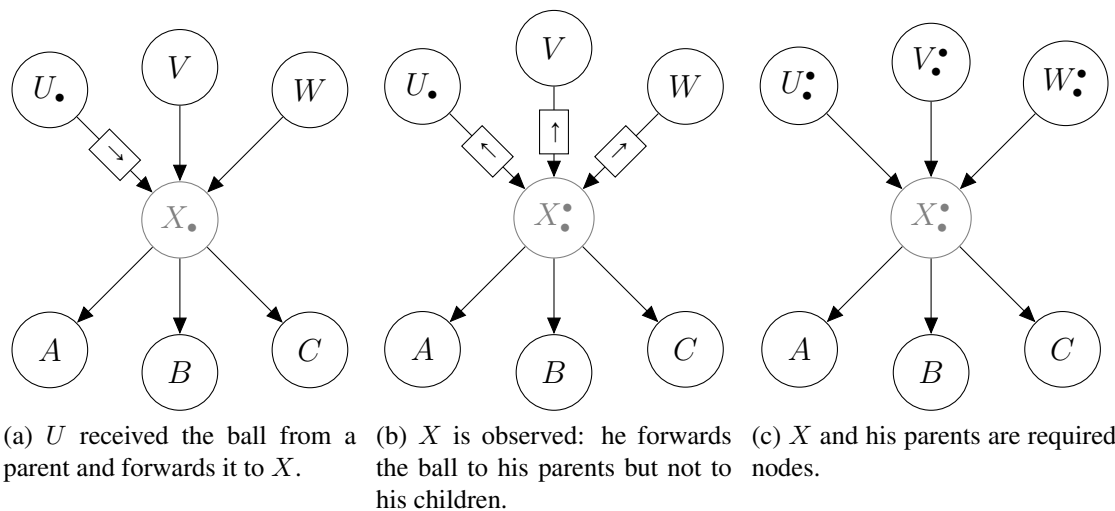 U V W
X
A B C
(a) U received the ball from a
parent and forwards it to X.
U V W
X
A B C
(b) X is observed: he forwards
the ball to his parents but not to
his children.
U V W
X
A B C
(c) X and his parents are required
nodes.